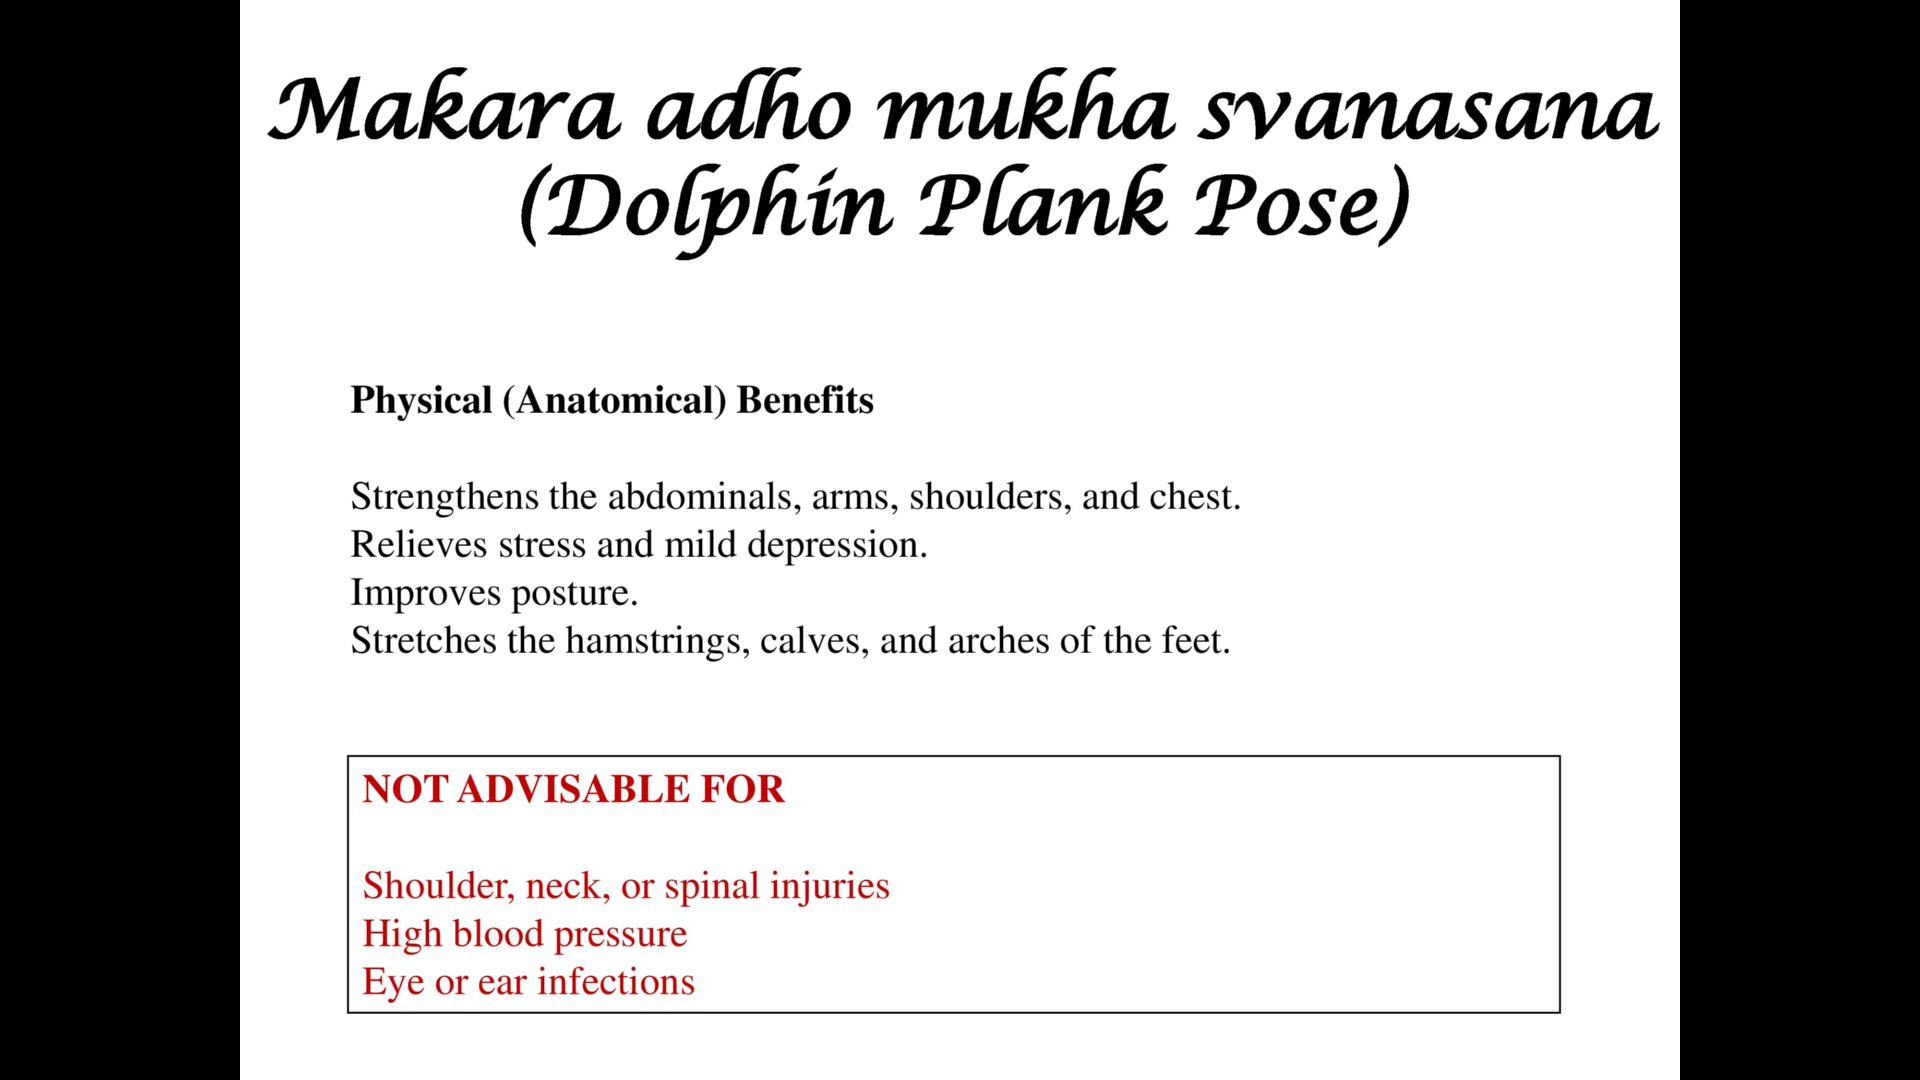 Makara adho mukha svanasana
(Dolphin Plank Pose)
Physical (Anatomical) Benefits
Strengthens the abdominals, arms, shoulders, and chest.
Relieves stress and mild depression.
Improves posture.
Stretches the hamstrings, calves, and arches of the feet.
NOT ADVISABLE FOR
Shoulder, neck, or spinal injuries
High blood pressure
Eye or ear infections